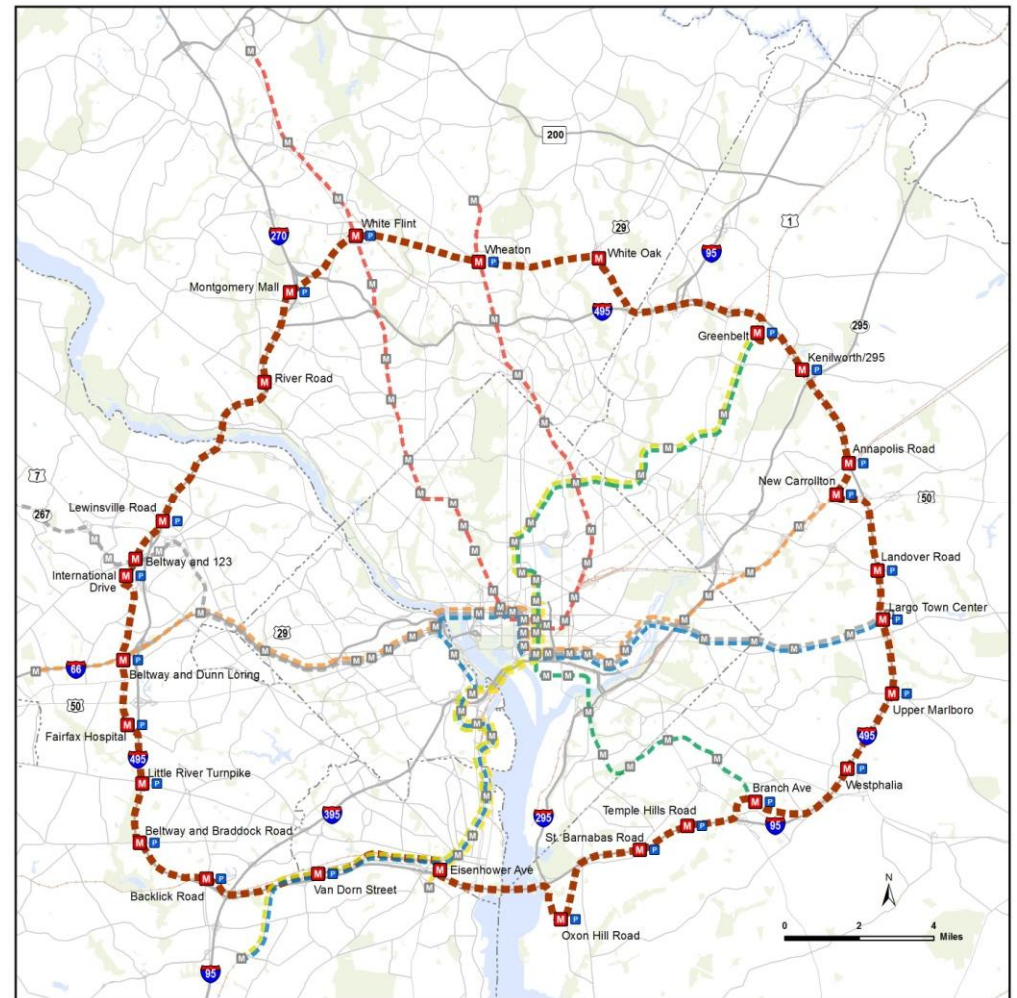 200
29
1
270
White Flint
95
Wheaton
White Oak
Montgomery Mall
495
295
Greenbelt
Kenilworth/295
River Road
Annapolis Road
7
New Carrollton
50
267
Lewinsville Road
Beltway and 123
International
Drive
Landover Road
Largo Town Center
29
66
Beltway and Dunn Loring
50
Upper Marlboro
Fairfax Hospital
495
495
Little River Turnpike
Westphalia
Branch Ave
395
295
Temple Hills Road
95
Beltway and Braddock Road
St. Barnabas Road
Eisenhower Ave
Backlick Road
Van Dorn Street
N
Oxon Hill Road
0 2 4
Miles
95